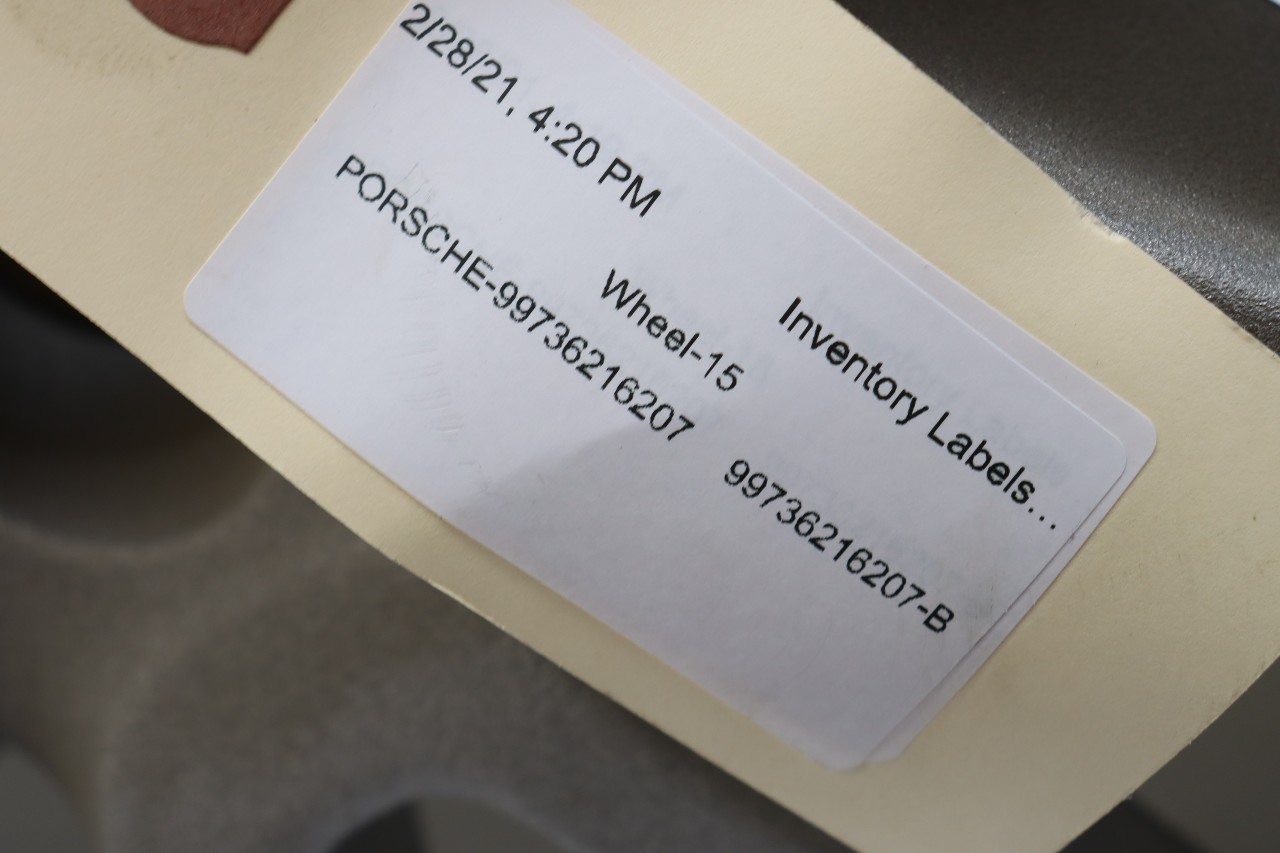 2/28/21, 4:20 PM
Inventory Labels...
Wheel-15
PORSCHE-99736216207
99736216207-B